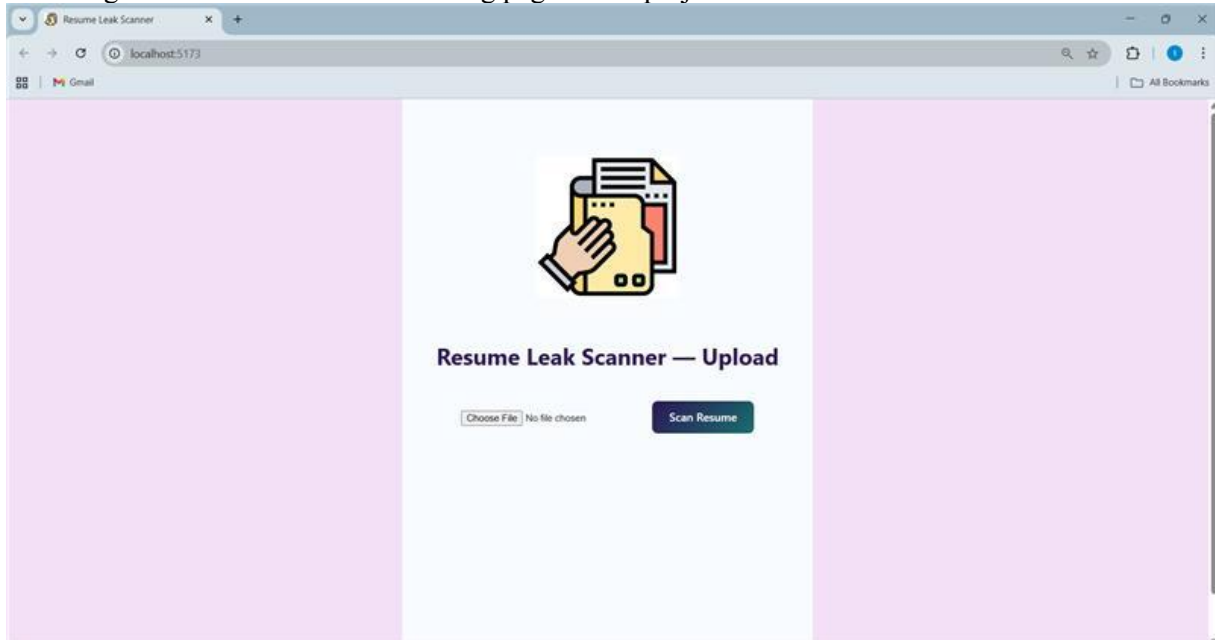 Resume Leak Scanner
localhost:5173
Gmail
All Bookmarks
Resume Leak Scanner — Upload
Choose File No file chosen
Scan Resume